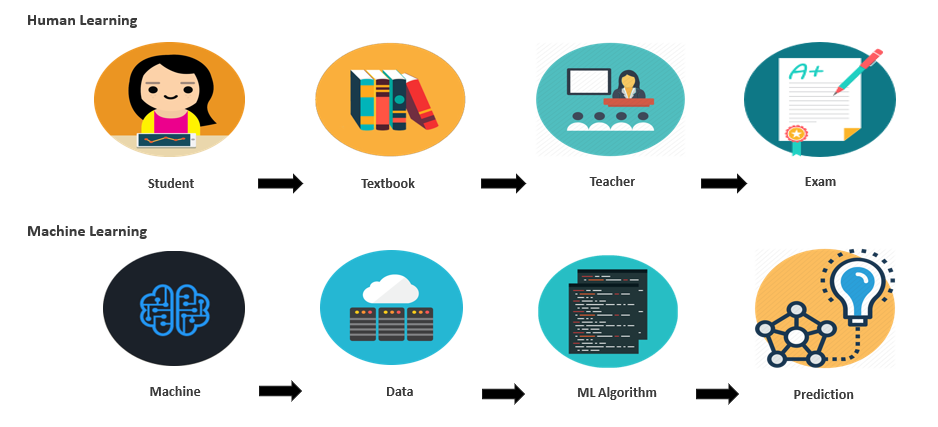 Human Learning
A+
Student
Textbook
Teacher
Exam
Machine Learning
Machine
Data
ML Algorithm
Prediction